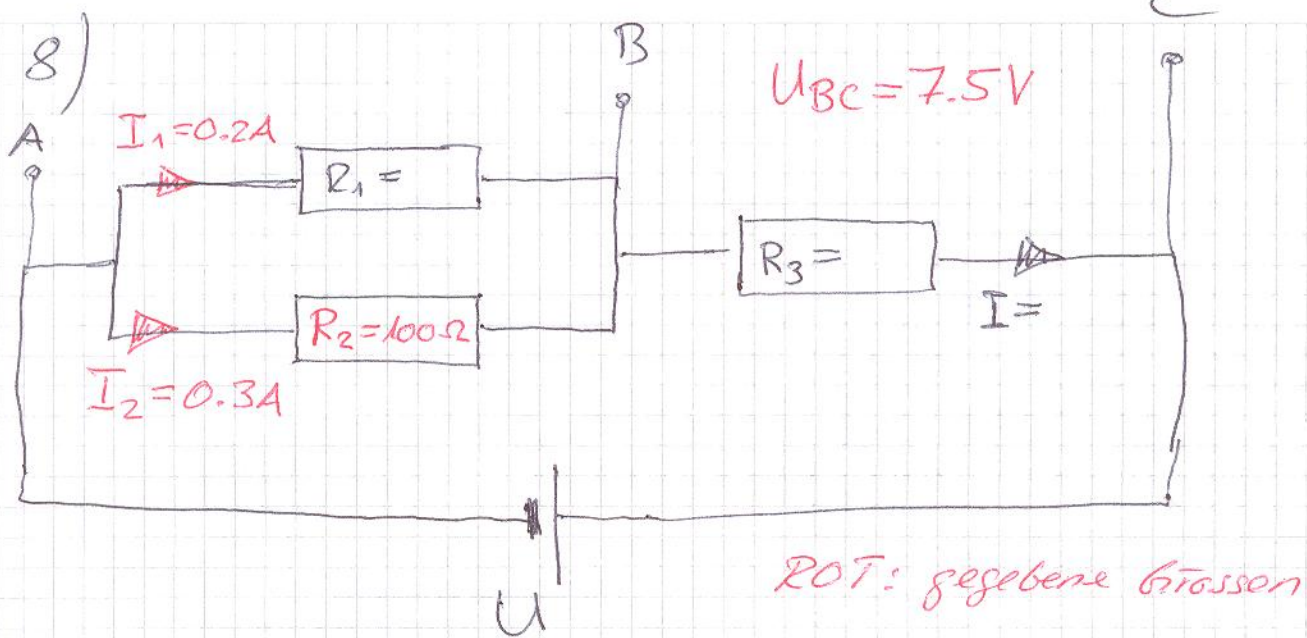 C
8)
B
U_BC = 7.5V
A
I₁=0.2A
R₁ =
R₃ =
I =
R₂=100Ω
I₂=0.3A
U
ROT: gegebene Grössen